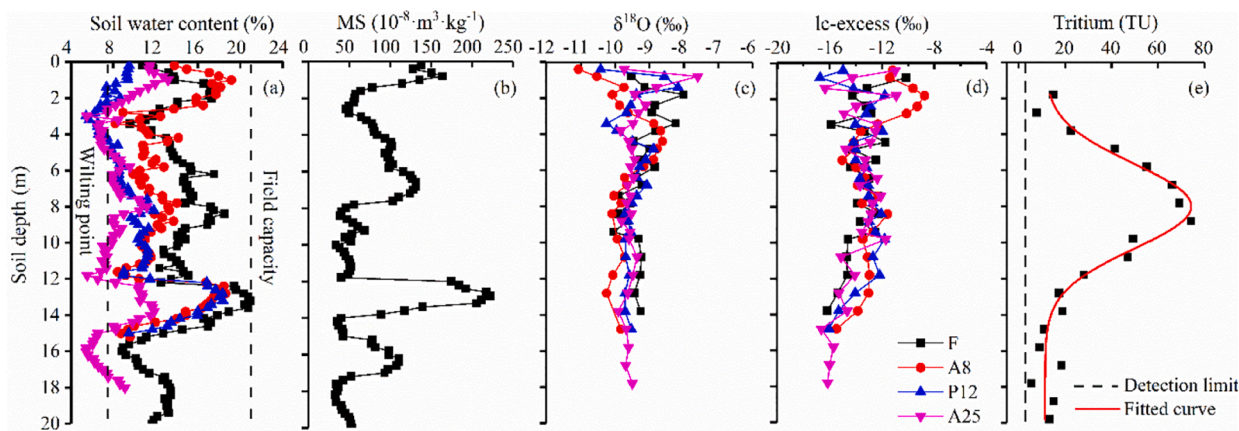 Soil water content (%)
MS (10⁻⁸·m³·kg⁻¹)
δ¹⁸O (‰)
lc-excess (‰)
Tritium (TU)
4 8 12 16 20 24
50 100 150 200 250
-12 -11 -10 -9 -8 -7 -6
-20 -16 -12 -8 -4
0 20 40 60 80
Soil depth (m)
0
2
4
6
8
10
12
14
16
18
20
Wilting point
Field capacity
(a)
(b)
(c)
(d)
(e)
F
A8
P12
A25
Detection limit
Fitted curve